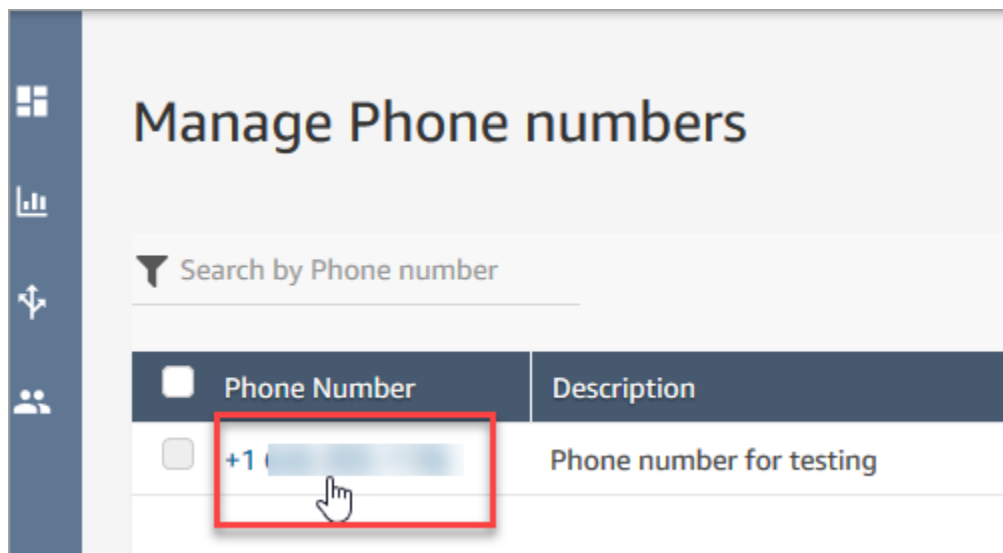 Manage Phone numbers
Search by Phone number
Phone Number Description
+1 Phone number for testing